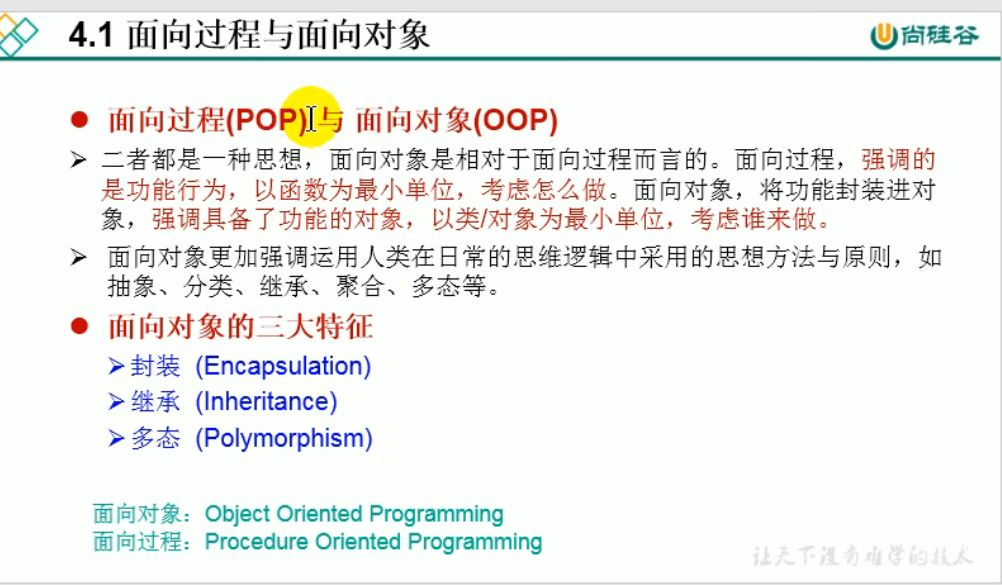 4.1 面向过程与面向对象
尚硅谷
● 面向过程(POP) 与 面向对象(OOP)
➢ 二者都是一种思想，面向对象是相对于面向过程而言的。面向过程，强调的
是功能行为，以函数为最小单位，考虑怎么做。面向对象，将功能封装进对
象，强调具备了功能的对象，以类/对象为最小单位，考虑谁来做。
➢ 面向对象更加强调运用人类在日常的思维逻辑中采用的思想方法与原则，如
抽象、分类、继承、聚合、多态等。
● 面向对象的三大特征
➢ 封装 (Encapsulation)
➢ 继承 (Inheritance)
➢ 多态 (Polymorphism)
面向对象：Object Oriented Programming
面向过程：Procedure Oriented Programming
让天下没有难学的技术